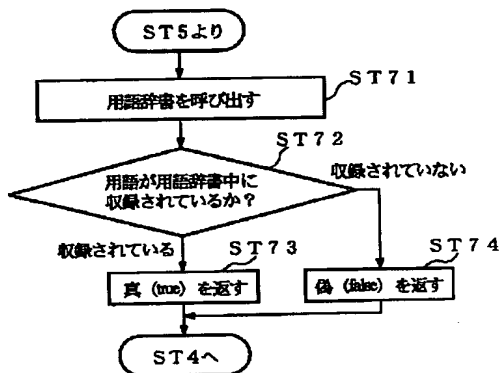 ST5より
ST71
用語辞書を呼び出す
ST72
用語が用語辞書中に
収録されているか？
収録されていない
収録されている
ST73
ST74
真（true）を返す
偽（false）を返す
ST4へ